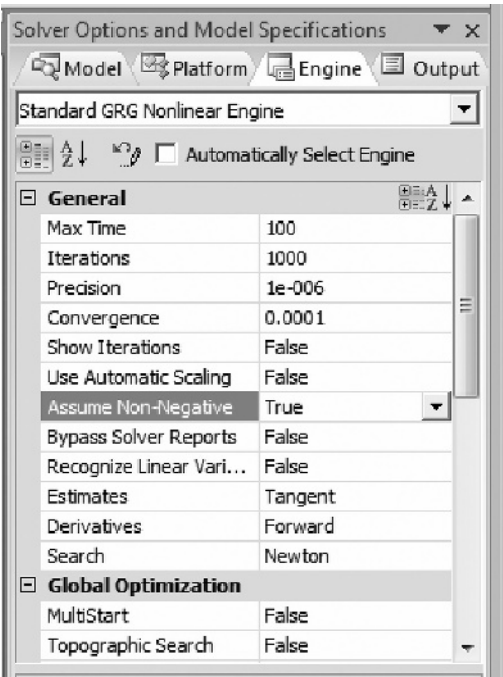 Solver Options and Model Specifications
Model Platform Engine Output
Standard GRG Nonlinear Engine
Automatically Select Engine
General
Max Time 100
Iterations 1000
Precision 1e-006
Convergence 0.0001
Show Iterations False
Use Automatic Scaling False
Assume Non-Negative True
Bypass Solver Reports False
Recognize Linear Vari... False
Estimates Tangent
Derivatives Forward
Search Newton
Global Optimization
MultiStart False
Topographic Search False